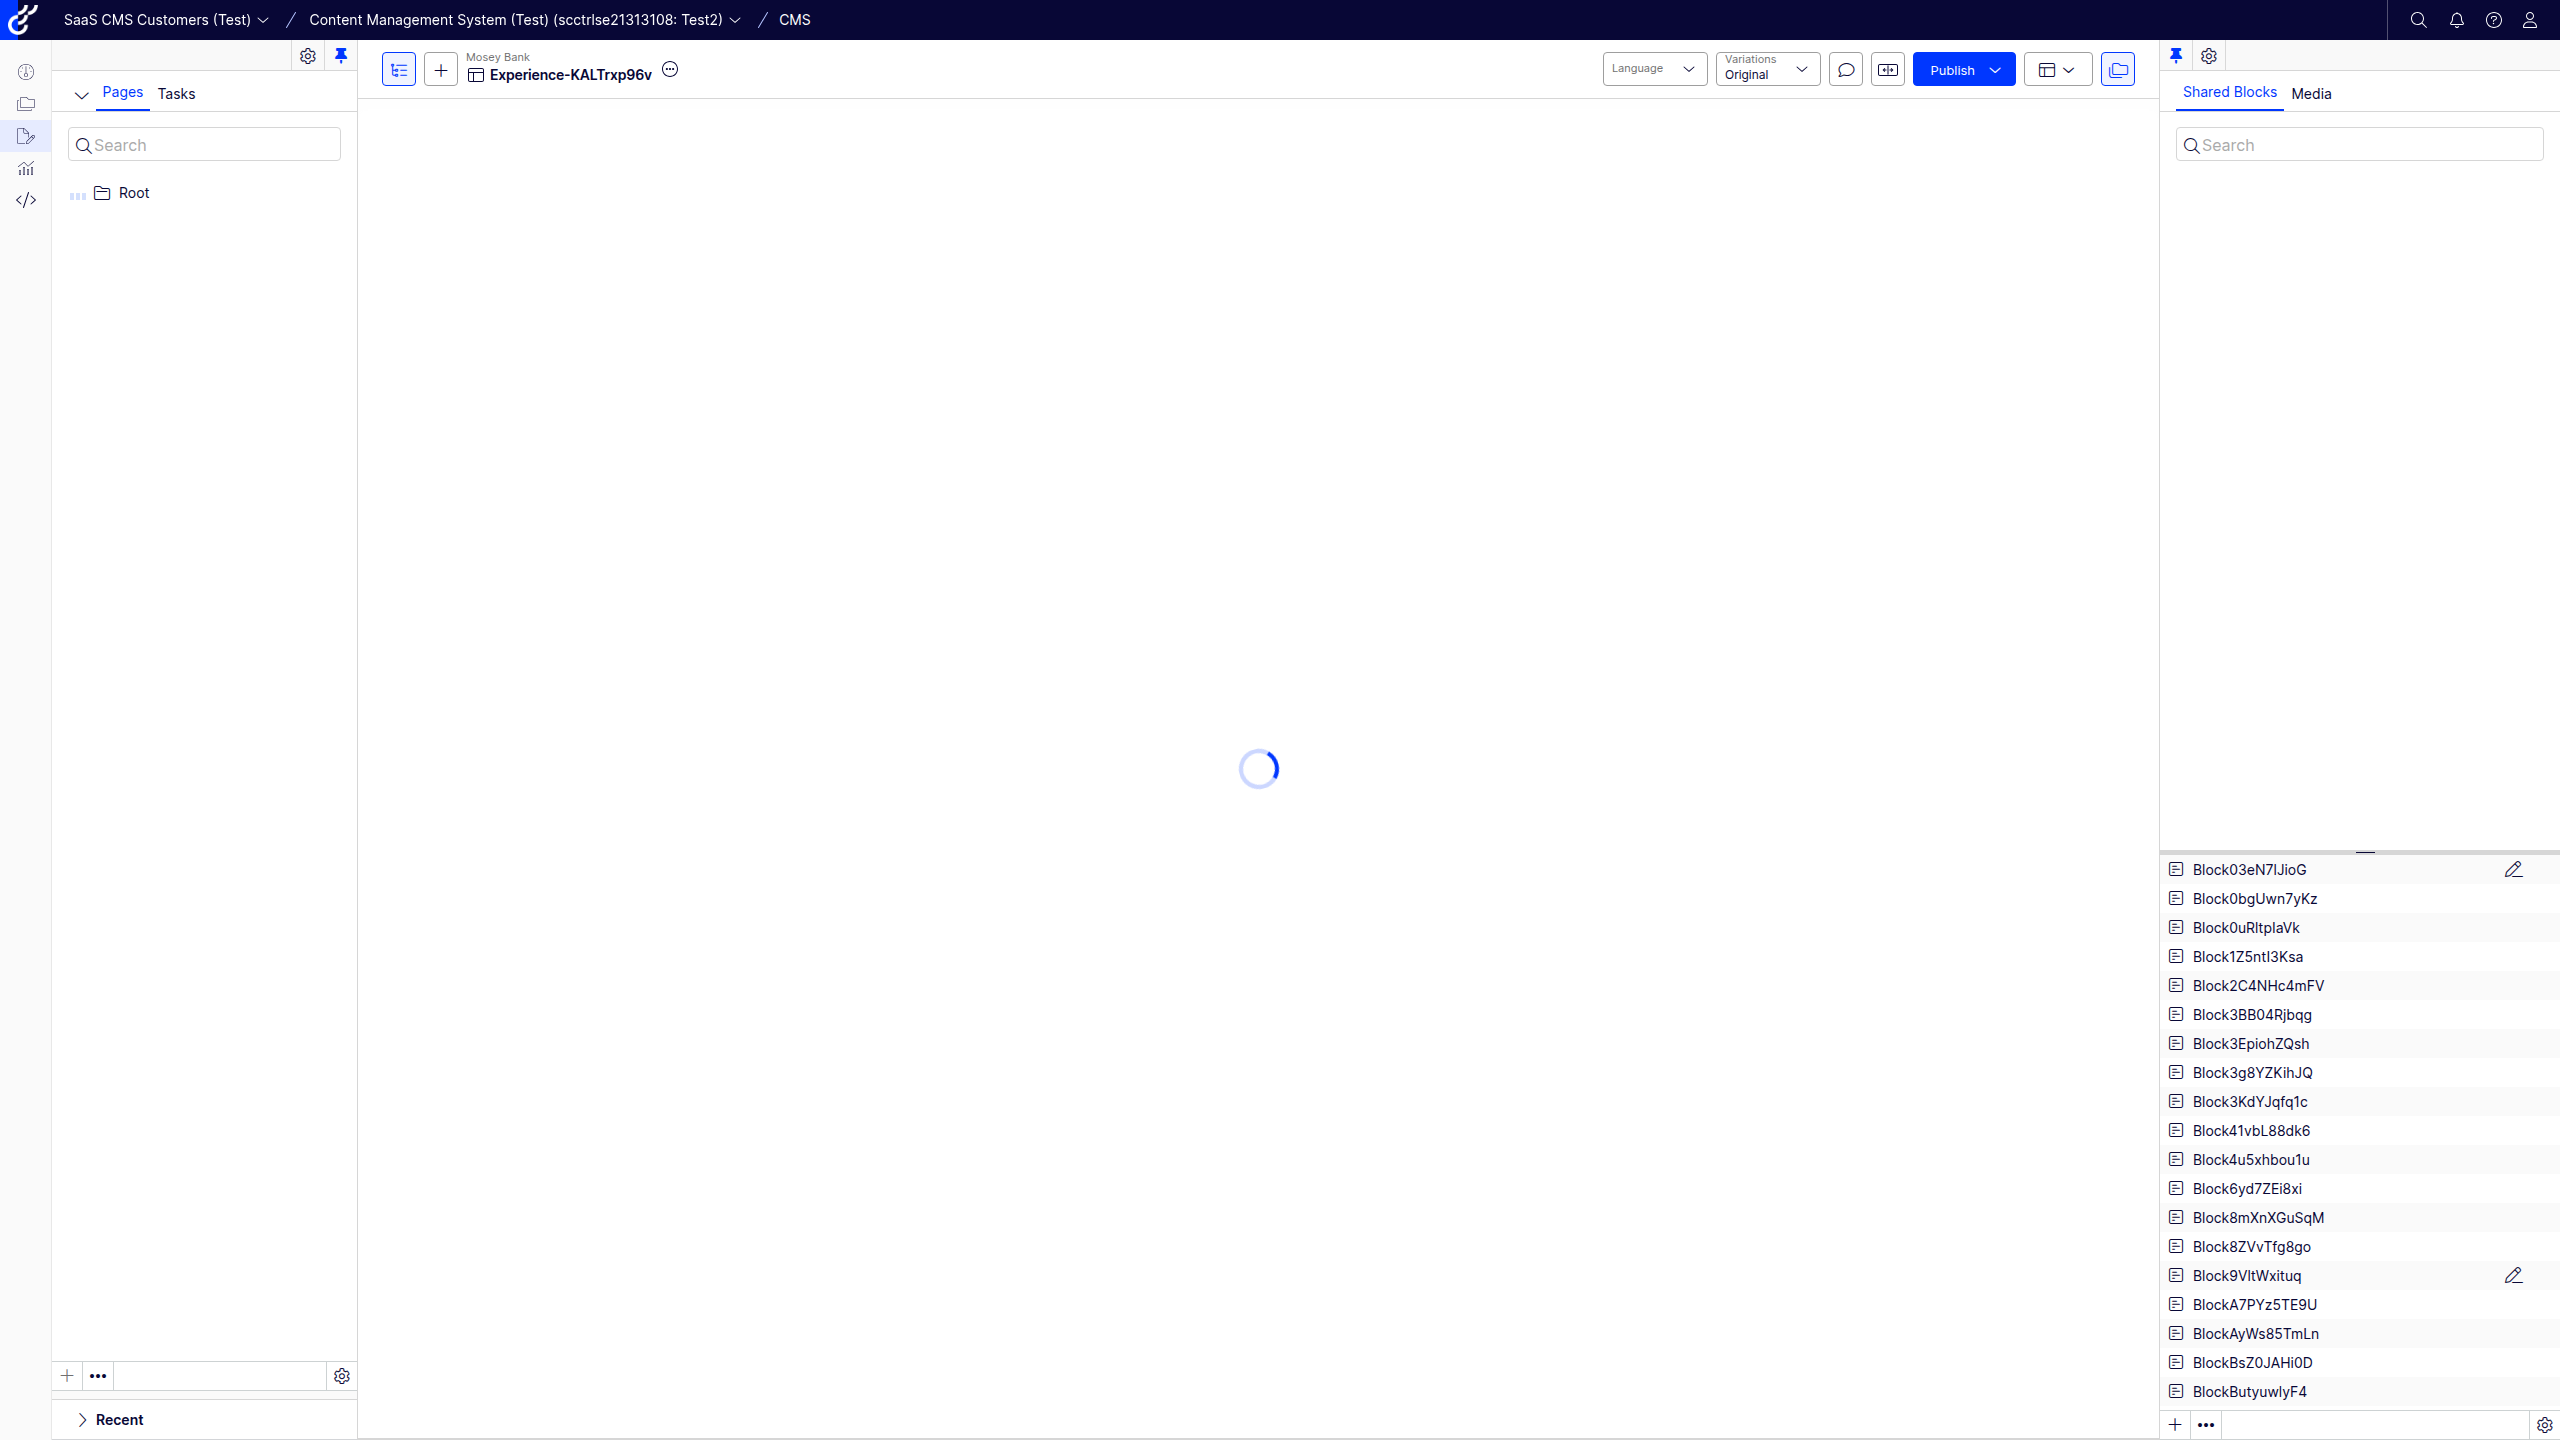 SaaS CMS Customers (Test) / Content Management System (Test) (scctrlse21313108: Test2) / CMS
Pages Tasks
Search
Root
Recent
Mosey Bank
Experience-KALTrxp96v
Language
Variations
Original
Publish
Shared Blocks Media
Search
Block03eN7lJioG
Block0bgUwn7yKz
Block0uRltplaVk
Block1Z5ntI3Ksa
Block2C4NHc4mFV
Block3BB04Rjbqg
Block3EpiohZQsh
Block3g8YZKihJQ
Block3KdYJqfq1c
Block41vbL88dk6
Block4u5xhbou1u
Block6yd7ZEi8xi
Block8mXnXGuSqM
Block8ZVvTfg8go
Block9VltWxituq
BlockA7PYz5TE9U
BlockAyWs85TmLn
BlockBsZ0JAHi0D
BlockButyuwlyF4